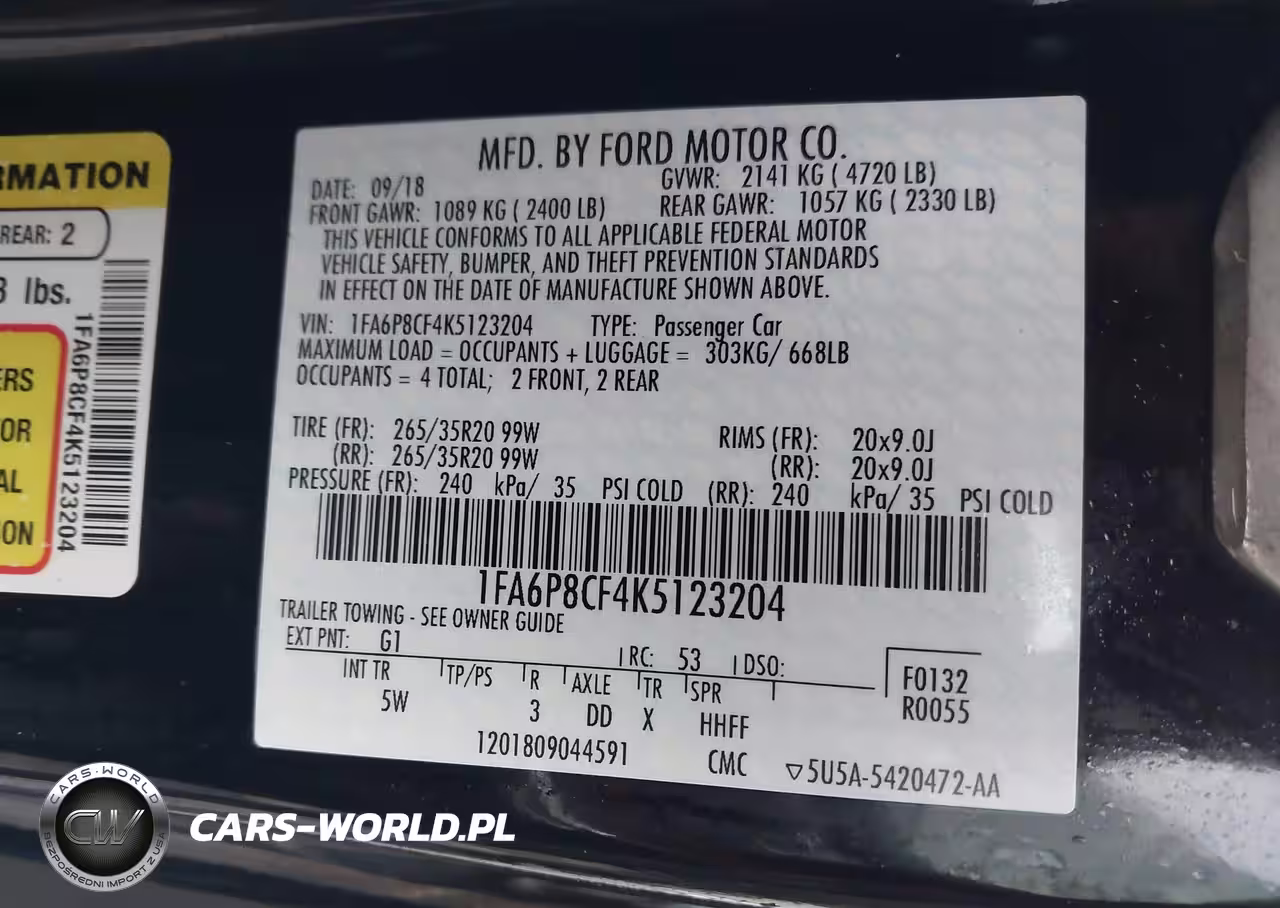 RMATION
REAR: 2
3 lbs.
1FA6P8CF4K5123204
ERS
OR
AL
ION
MFD. BY FORD MOTOR CO.
DATE: 09/18 GVWR: 2141 KG ( 4720 LB)
FRONT GAWR: 1089 KG ( 2400 LB) REAR GAWR: 1057 KG ( 2330 LB)
THIS VEHICLE CONFORMS TO ALL APPLICABLE FEDERAL MOTOR
VEHICLE SAFETY, BUMPER, AND THEFT PREVENTION STANDARDS
IN EFFECT ON THE DATE OF MANUFACTURE SHOWN ABOVE.
VIN: 1FA6P8CF4K5123204 TYPE: Passenger Car
MAXIMUM LOAD = OCCUPANTS + LUGGAGE = 303KG/ 668LB
OCCUPANTS = 4 TOTAL; 2 FRONT, 2 REAR
TIRE (FR): 265/35R20 99W RIMS (FR): 20x9.0J
(RR): 265/35R20 99W (RR): 20x9.0J
PRESSURE (FR): 240 kPa/ 35 PSI COLD (RR): 240 kPa/ 35 PSI COLD
1FA6P8CF4K5123204
TRAILER TOWING - SEE OWNER GUIDE
EXT PNT: G1 RC: 53 DSO:
INT TR TP/PS R AXLE TR SPR
5W 3 DD X HHFF
F0132
R0055
1201809044591 CMC ▽5U5A-5420472-AA
CARS-WORLD
CW
BEZPOŚREDNI IMPORT Z USA
CARS-WORLD.PL